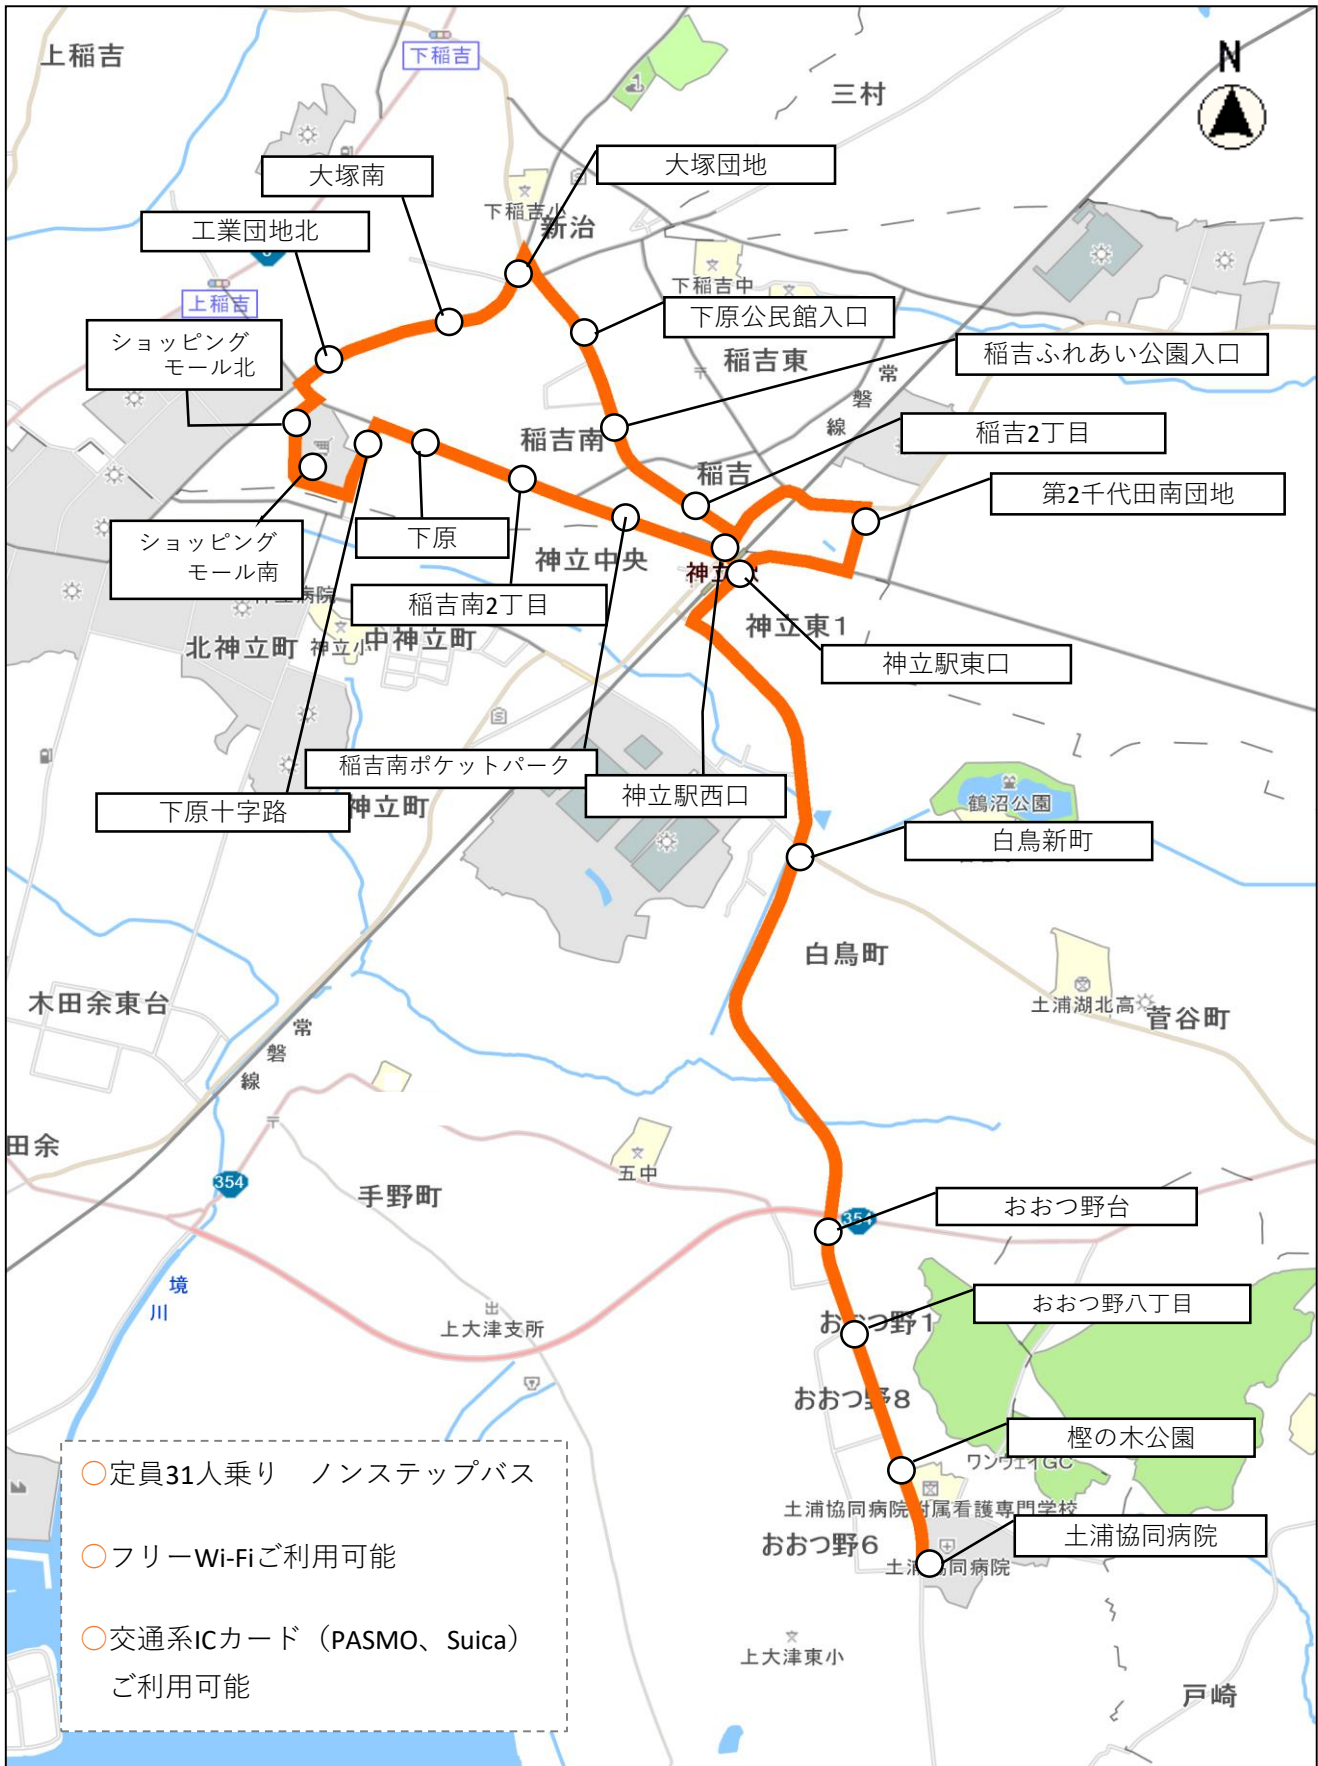 上稲吉
下稲吉
三村
N
大塚団地
大塚南
下稲吉小
新治
工業団地北
上稲吉
下稲吉中
下原公民館入口
ショッピング
モール北
稲吉東
稲吉ふれあい公園入口
常
磐
線
稲吉南
稲吉2丁目
稲吉
第2千代田南団地
下原
ショッピング
モール南
神立中央
稲吉南2丁目
神立東1
北神立町
神立小
中神立町
神立駅東口
稲吉南ポケットパーク
神立駅西口
下原十字路
神立町
鶴沼公園
白鳥新町
白鳥町
木田余東台
土浦湖北高
菅谷町
常
磐
線
田余
五中
354
手野町
おおつ野台
354
境
川
おおつ野八丁目
上大津支所
おおつ野1
おおつ野8
樫の木公園
ワンウェイGC
○定員31人乗り　ノンステップバス
土浦協同病院附属看護専門学校
土浦協同病院
おおつ野6
土浦協同病院
○フリーWi-Fiご利用可能
○交通系ICカード（PASMO、Suica）
ご利用可能
上大津東小
戸崎